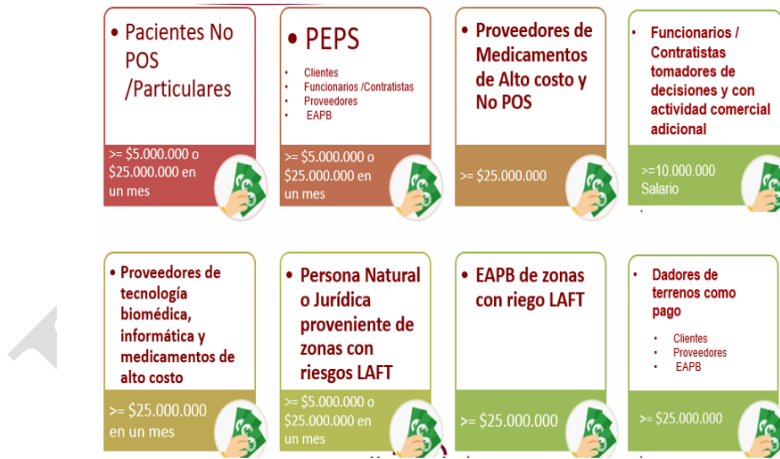 • Pacientes No
POS
/Particulares
>= $5.000.000 o
$25.000.000 en
un mes
• PEPS
• Clientes
• Funcionarios /Contratistas
• Proveedores
• EAPB
>= $5.000.000 o
$25.000.000 en
un mes
• Proveedores de
Medicamentos
de Alto costo y
No POS
>= $25.000.000
• Funcionarios /
Contratistas
tomadores de
decisiones y con
actividad comercial
adicional
>=10.000.000
Salario
• Proveedores de
tecnología
biomédica,
informática y
medicamentos de
alto costo
>= $25.000.000
en un mes
• Persona Natural
o Jurídica
proveniente de
zonas con
riesgos LAFT
>= $5.000.000 o
$25.000.000 en
un mes
• EAPB de zonas
con riego LAFT
>= $25.000.000
• Dadores de
terrenos como
pago
• Clientes
• Proveedores
• EAPB
>= $25.000.000